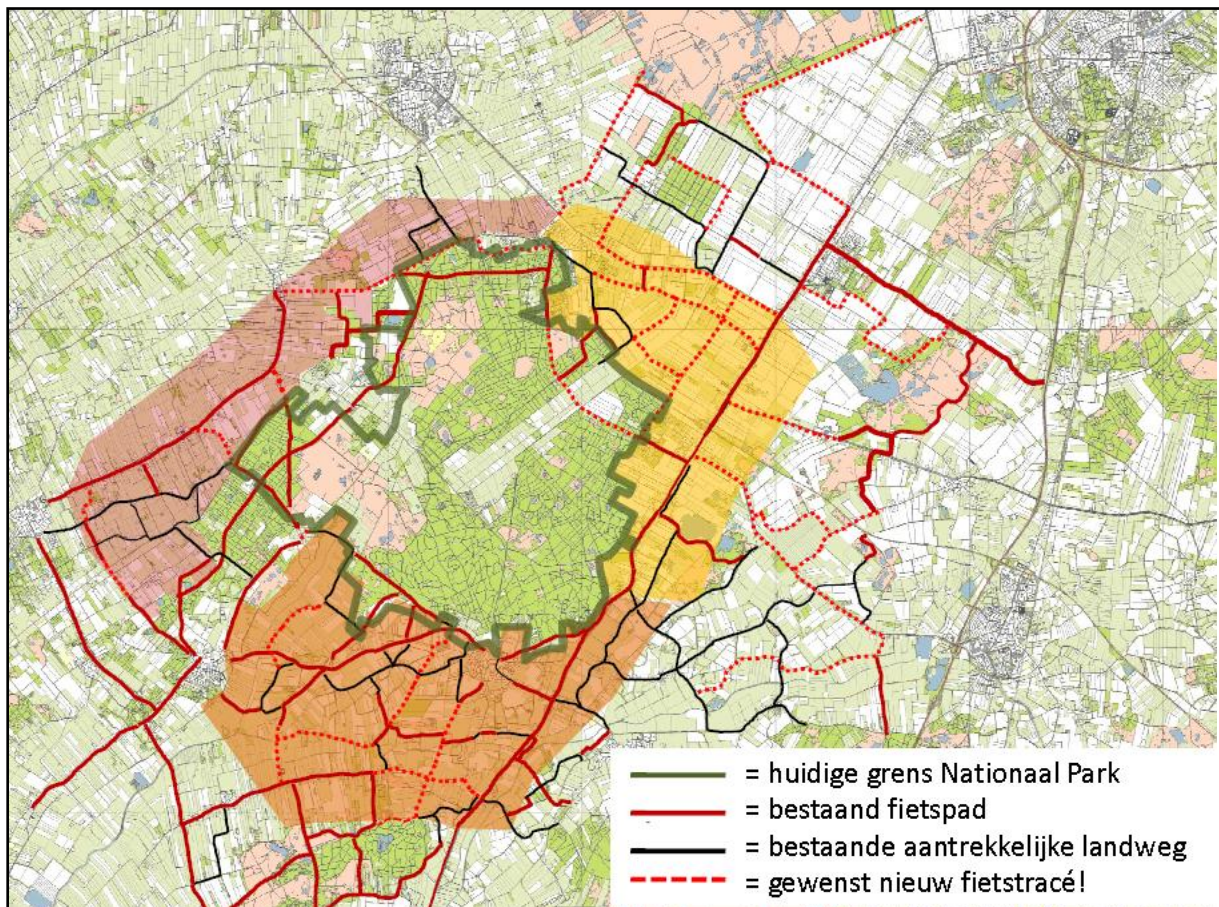 = huidige grens Nationaal Park
= bestaand fietspad
= bestaande aantrekkelijke landweg
= gewenst nieuw fietstracé!